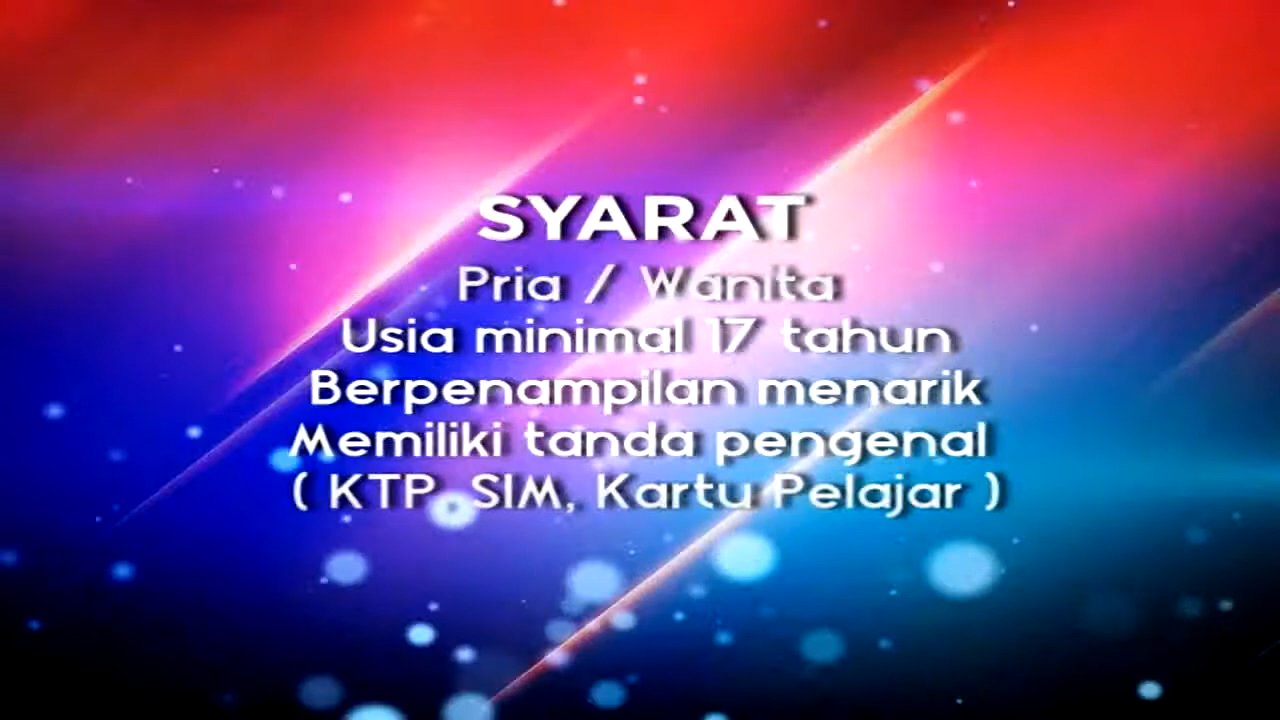 SYARAT
Pria / Wanita
Usia minimal 17 tahun
Berpenampilan menarik
Memiliki tanda pengenal
( KTP, SIM, Kartu Pelajar )